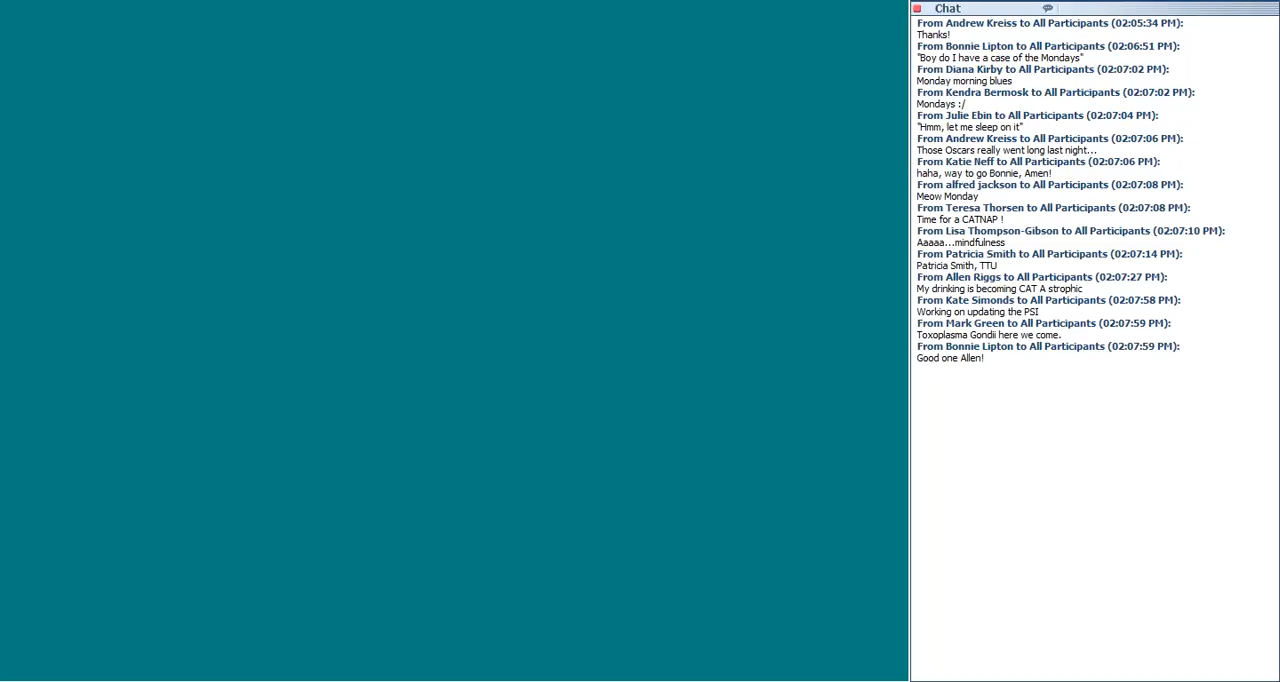 Chat
From Andrew Kreiss to All Participants (02:05:34 PM):
Thanks!
From Bonnie Lipton to All Participants (02:06:51 PM):
"Boy do I have a case of the Mondays"
From Diana Kirby to All Participants (02:07:02 PM):
Monday morning blues
From Kendra Bermosk to All Participants (02:07:02 PM):
Mondays :/
From Julie Ebin to All Participants (02:07:04 PM):
"Hmm, let me sleep on it"
From Andrew Kreiss to All Participants (02:07:06 PM):
Those Oscars really went long last night...
From Katie Neff to All Participants (02:07:06 PM):
haha, way to go Bonnie, Amen!
From alfred jackson to All Participants (02:07:08 PM):
Meow Monday
From Teresa Thorsen to All Participants (02:07:08 PM):
Time for a CATNAP !
From Lisa Thompson-Gibson to All Participants (02:07:10 PM):
Aaaaa...mindfulness
From Patricia Smith to All Participants (02:07:14 PM):
Patricia Smith, TTU
From Allen Riggs to All Participants (02:07:27 PM):
My drinking is becoming CAT A strophic
From Kate Simonds to All Participants (02:07:58 PM):
Working on updating the PSI
From Mark Green to All Participants (02:07:59 PM):
Toxoplasma Gondii here we come.
From Bonnie Lipton to All Participants (02:07:59 PM):
Good one Allen!